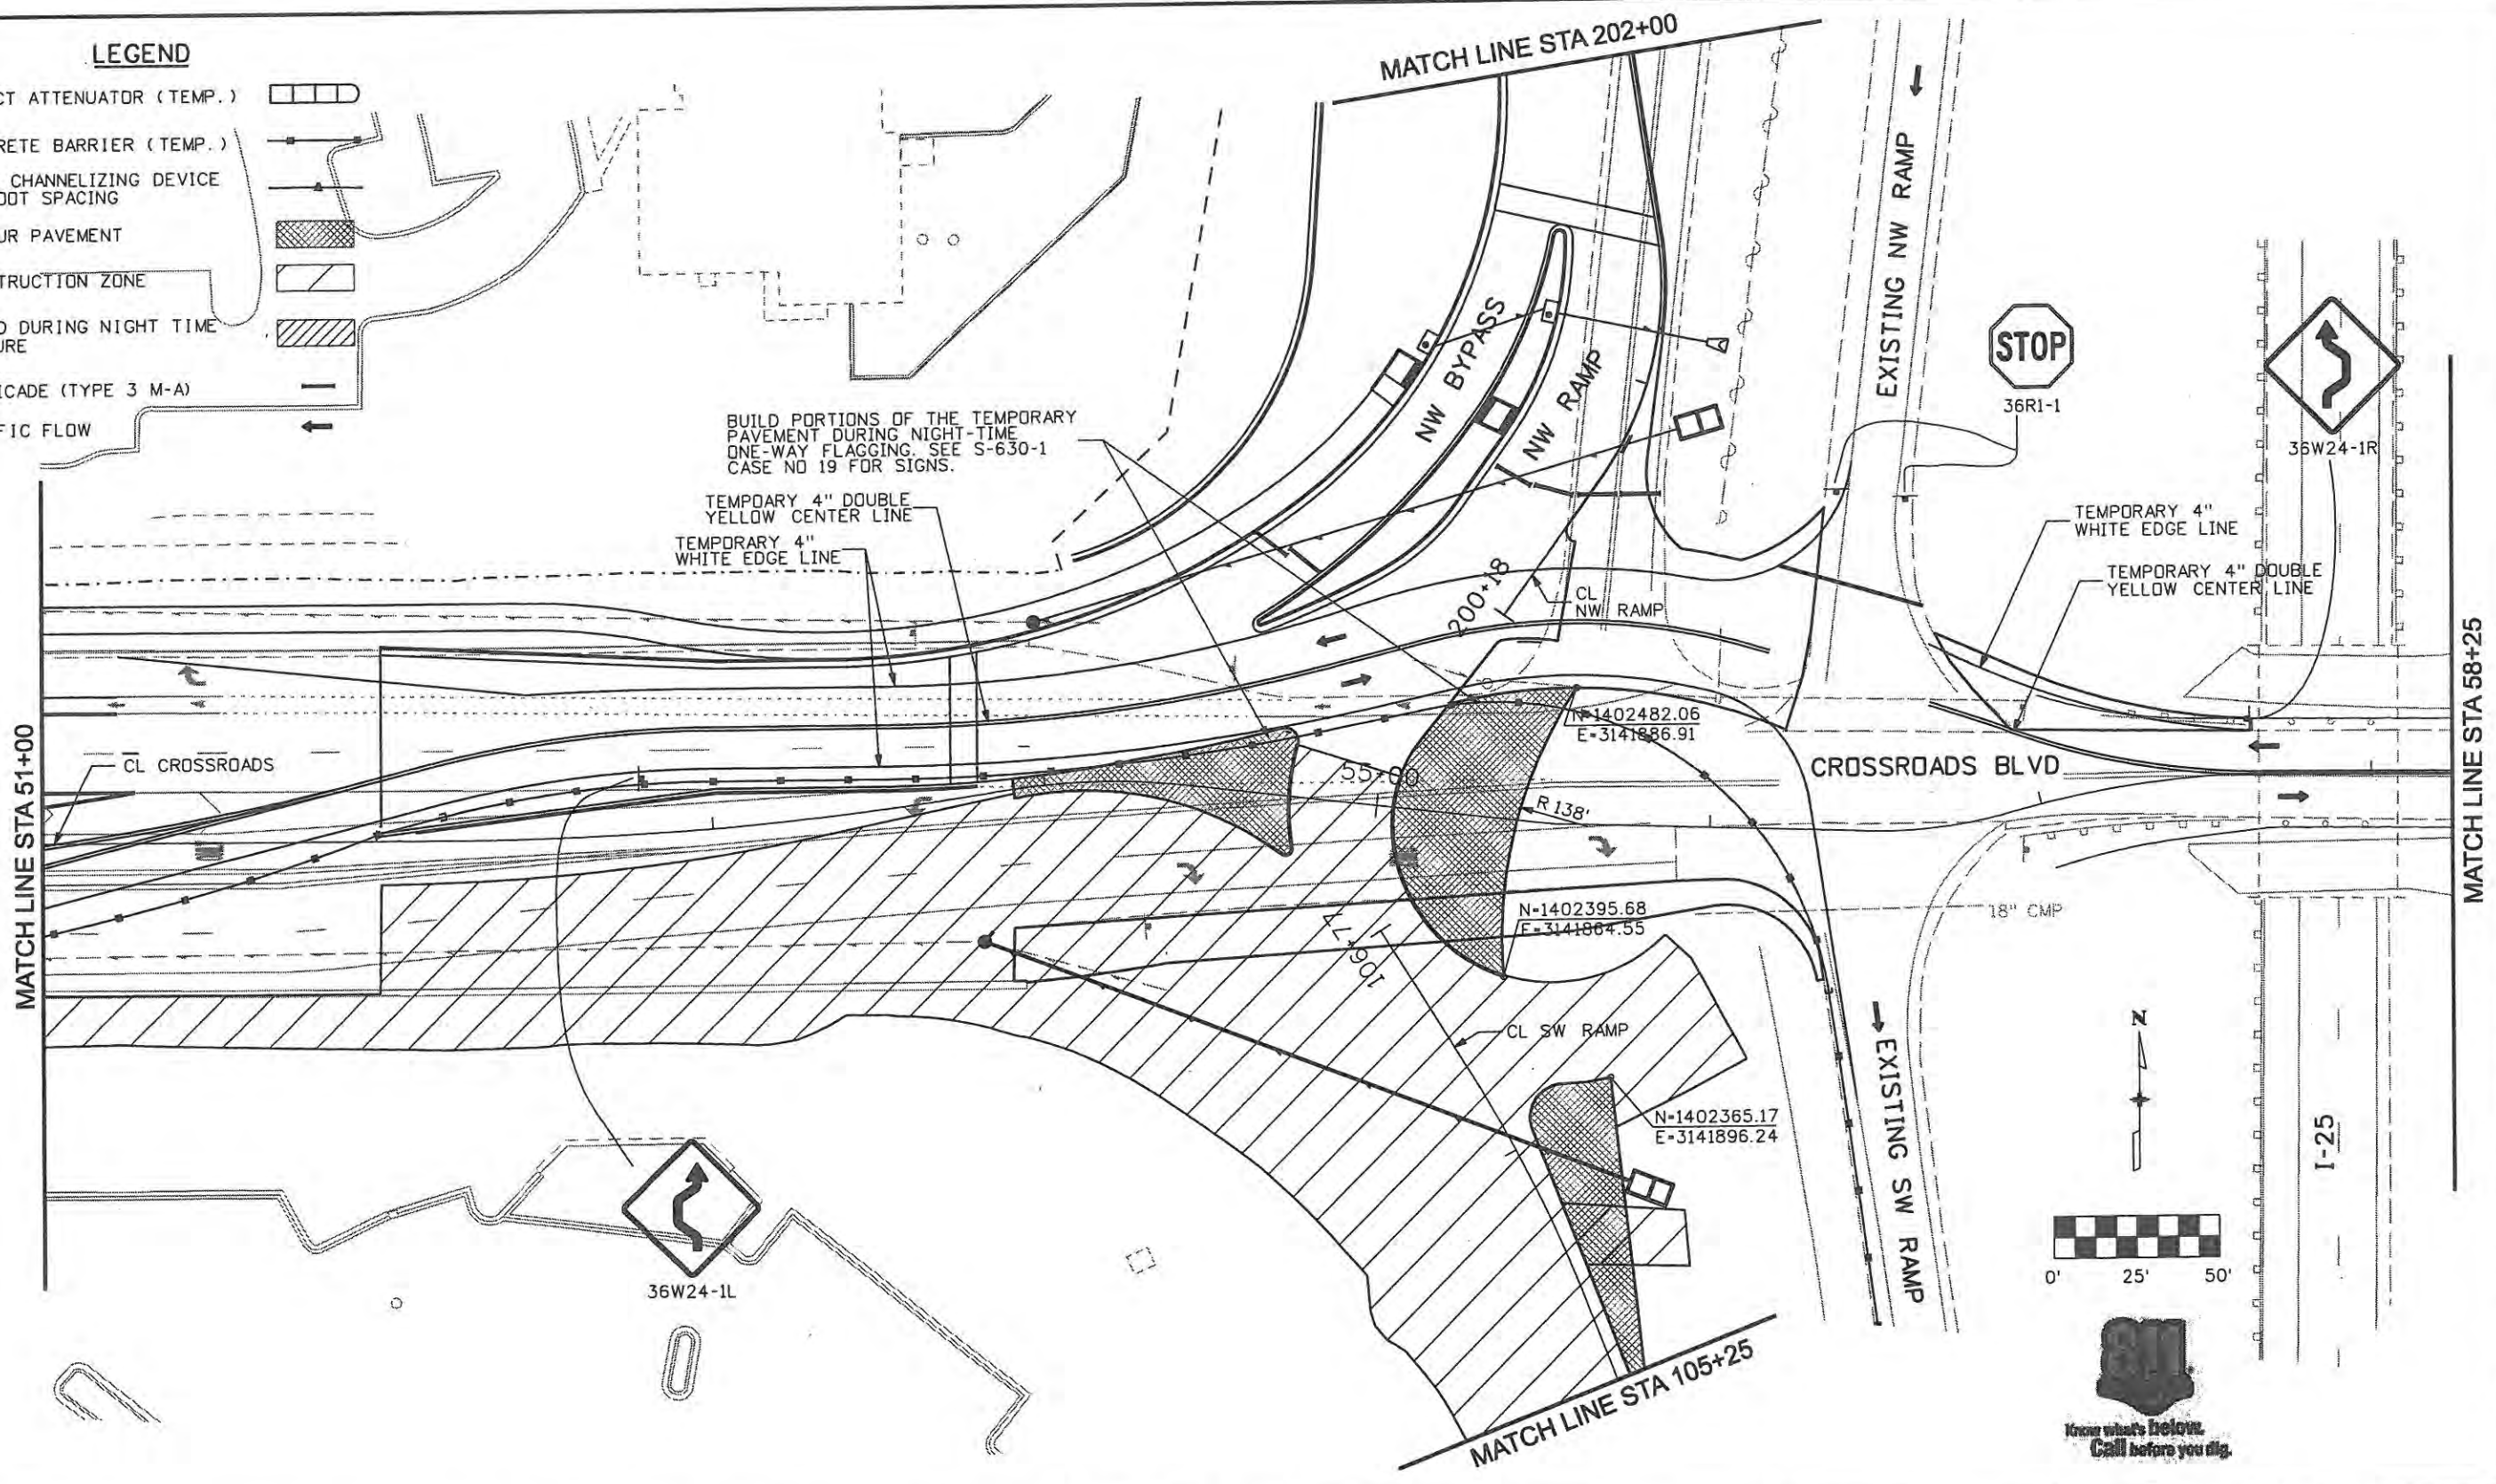 LEGEND
CT ATTENUATOR (TEMP.)
RETE BARRIER (TEMP.)
CHANNELIZING DEVICE
OOT SPACING
UR PAVEMENT
TRUCTION ZONE
D DURING NIGHT TIME
URE
ICADE (TYPE 3 M-A)
FIC FLOW
MATCH LINE STA 202+00
BUILD PORTIONS OF THE TEMPORARY
PAVEMENT DURING NIGHT-TIME
ONE-WAY FLAGGING. SEE S-630-1
CASE NO 19 FOR SIGNS.
TEMPOARY 4" DOUBLE
YELLOW CENTER LINE
TEMPORARY 4"
WHITE EDGE LINE
NW BYPASS
NW RAMP
EXISTING NW RAMP
STOP
36R1-1
36W24-1R
TEMPORARY 4"
WHITE EDGE LINE
TEMPORARY 4" DOUBLE
YELLOW CENTER LINE
200+18
CL
NW RAMP
MATCH LINE STA 51+00
CL CROSSROADS
N=1402482.06
E=3141886.91
55+00
R 138'
CROSSROADS BLVD
MATCH LINE STA 58+25
N=1402395.68
E=3141864.55
18" CMP
106+77
CL SW RAMP
N=1402365.17
E=3141896.24
EXISTING SW RAMP
N
I-25
0' 25' 50'
36W24-1L
MATCH LINE STA 105+25
811
Know what's below.
Call before you dig.